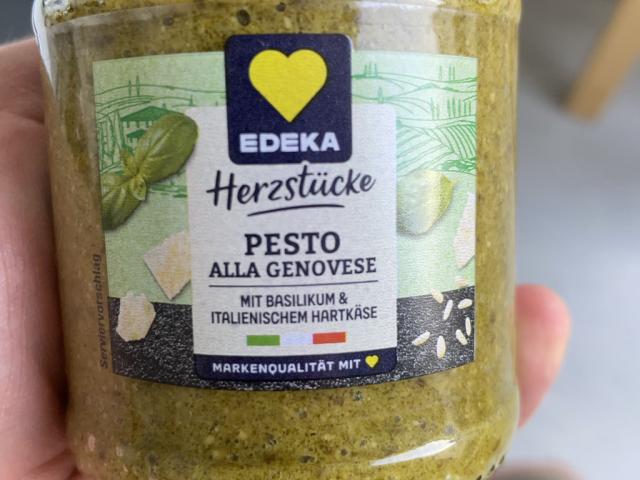 EDEKA
Herzstücke
PESTO
ALLA GENOVESE
MIT BASILIKUM &
ITALIENISCHEM HARTKÄSE
MARKENQUALITÄT MIT
Serviervorschlag